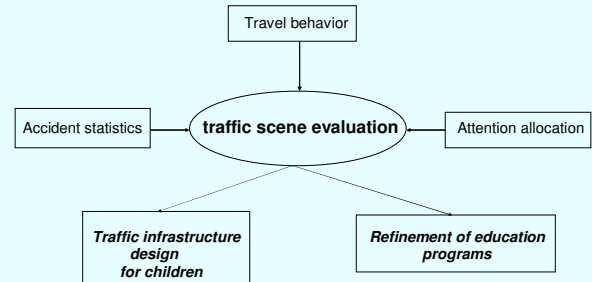 Travel behavior
Accident statistics
traffic scene evaluation
Attention allocation
Traffic infrastructure
design
for children
Refinement of education
programs